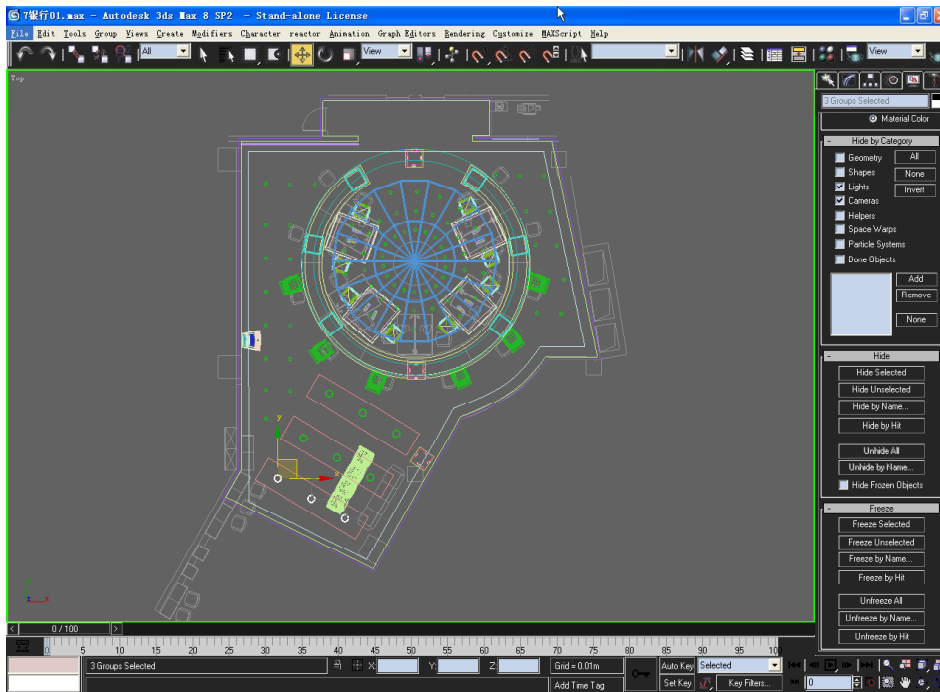 7银行01.max - Autodesk 3ds Max 8 SP2 - Stand-alone License
File Edit Tools Group Views Create Modifiers Character reactor Animation Graph Editors Rendering Customize MAXScript Help
All
View
View
Top
3 Groups Selected
Material Color
- Hide by Category
Geometry All
Shapes None
Lights Invert
Cameras
Helpers
Space Warps
Particle Systems
Bone Objects
Add
Remove
None
- Hide
Hide Selected
Hide Unselected
Hide by Name...
Hide by Hit
Unhide All
Unhide by Name...
Hide Frozen Objects
- Freeze
Freeze Selected
Freeze Unselected
Freeze by Name...
Freeze by Hit
Unfreeze All
Unfreeze by Name...
Unfreeze by Hit
y
x
z x
< 0 / 100 >
0 5 10 15 20 25 30 35 40 45 50 55 60 65 70 75 80 85 90 95 100
3 Groups Selected X: Y: Z: Grid = 0.01m Auto Key Selected
Add Time Tag Set Key Key Filters... 0